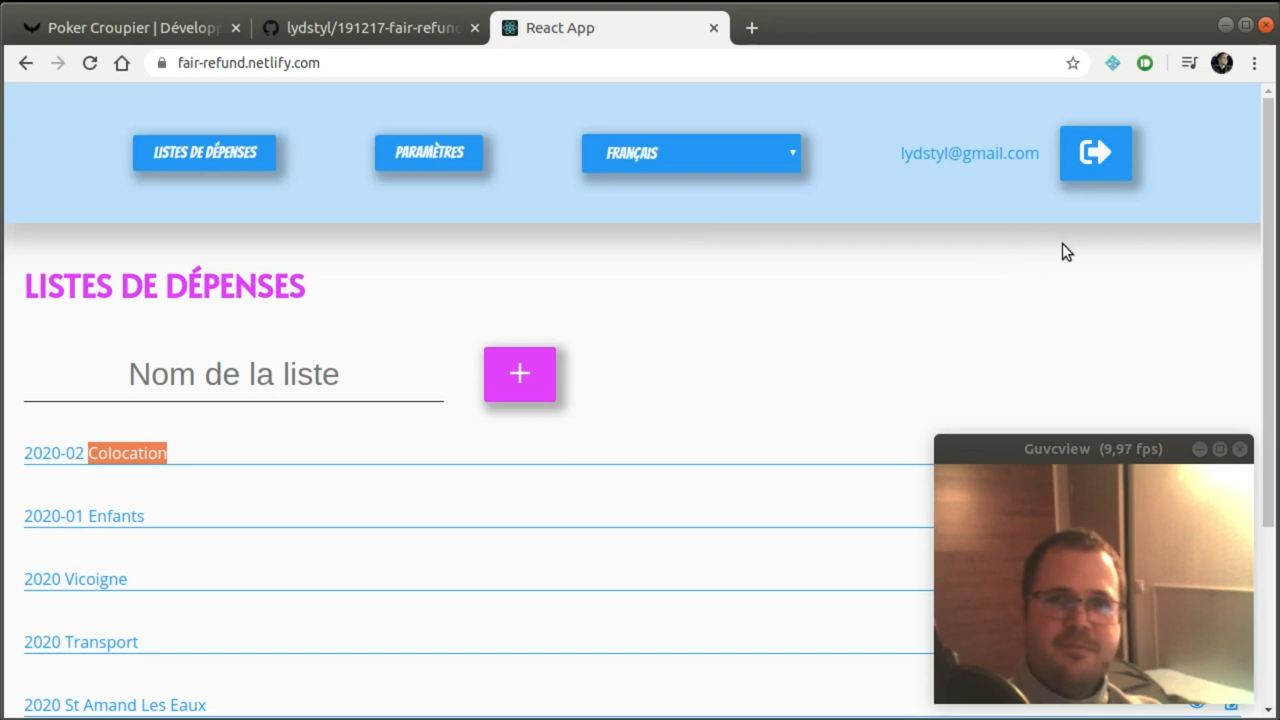 Poker Croupier | Dévelop
lydstyl/191217-fair-refun
React App
fair-refund.netlify.com
LISTES DE DÉPENSES
PARAMÈTRES
FRANÇAIS
lydstyl@gmail.com
LISTES DE DÉPENSES
Nom de la liste
+
2020-02 Colocation
Guvcview (9,97 fps)
2020-01 Enfants
2020 Vicoigne
2020 Transport
2020 St Amand Les Eaux